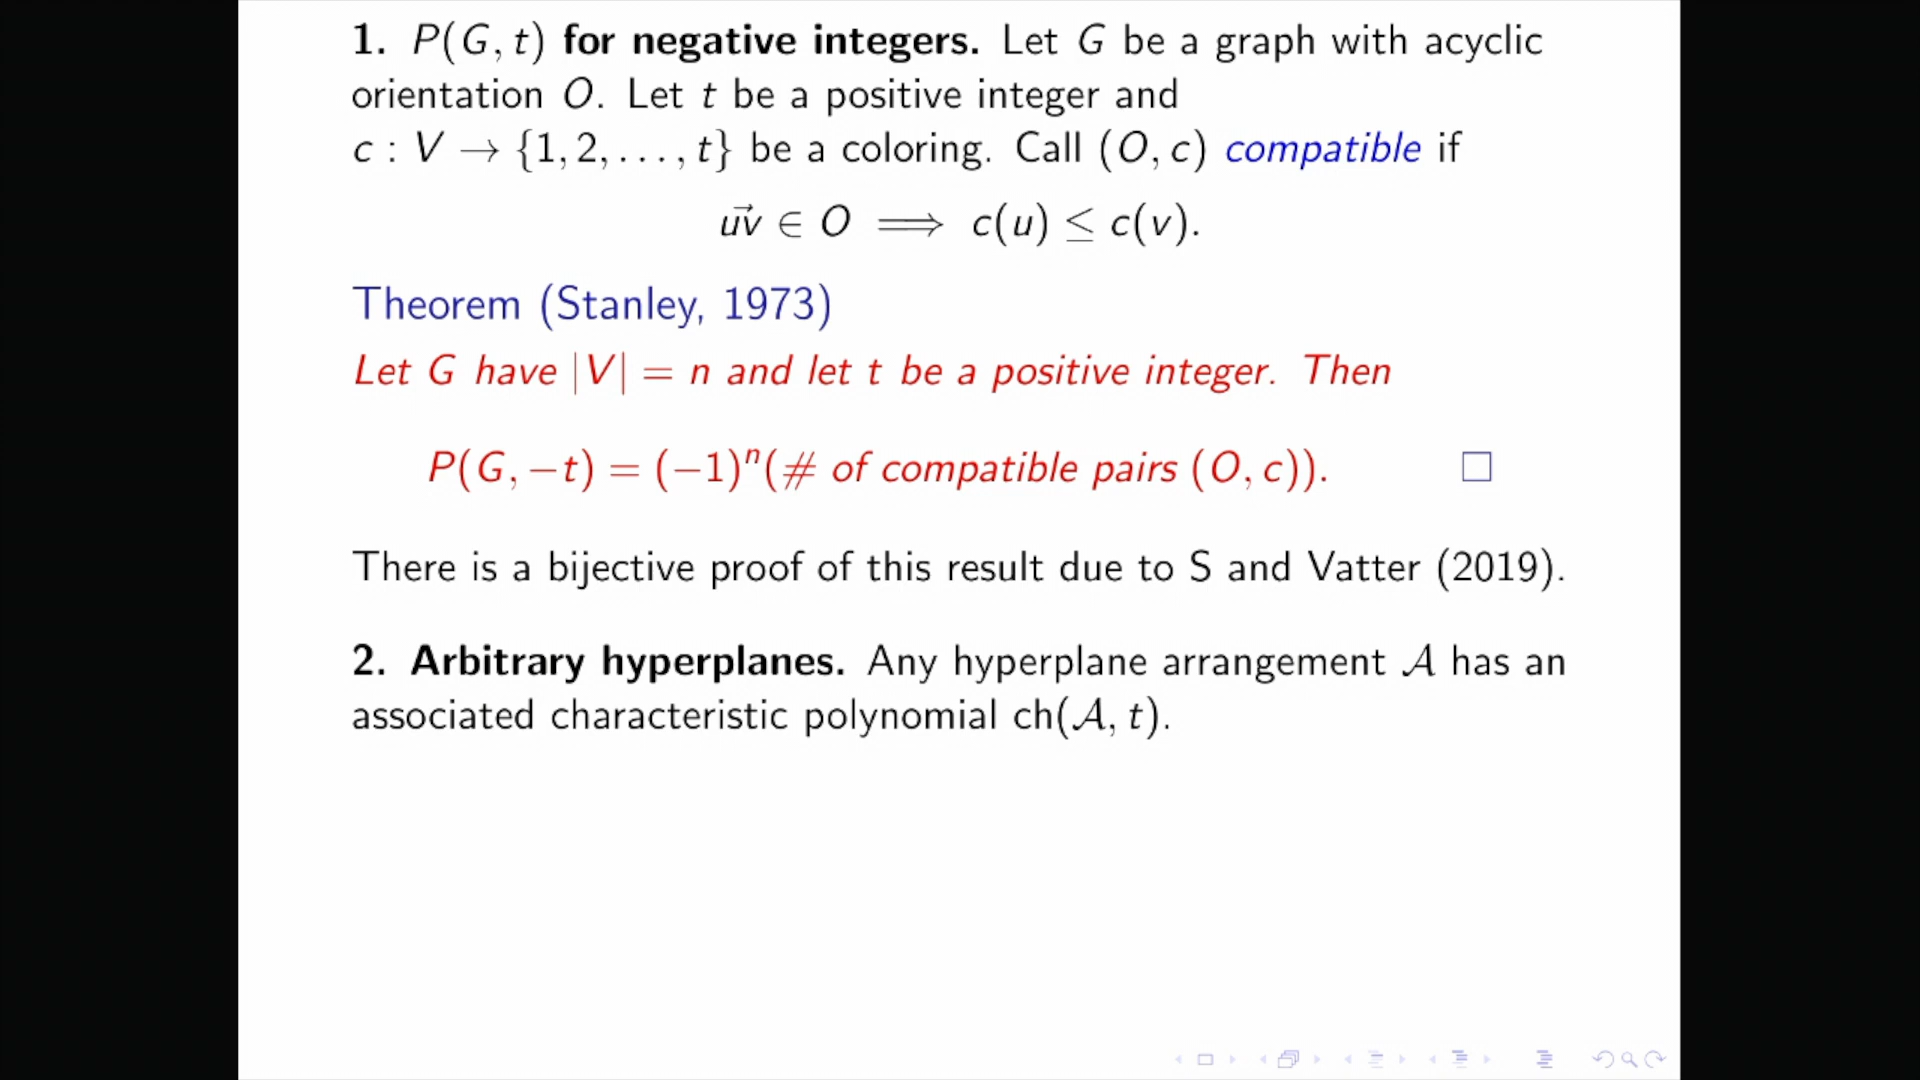 1. P(G, t) for negative integers. Let G be a graph with acyclic
orientation O. Let t be a positive integer and
c : V → {1, 2, . . . , t} be a coloring. Call (O, c) compatible if
u⃗v ∈ O ⟹ c(u) ≤ c(v).
Theorem (Stanley, 1973)
Let G have |V| = n and let t be a positive integer. Then
P(G, −t) = (−1)ⁿ(# of compatible pairs (O, c)). □
There is a bijective proof of this result due to S and Vatter (2019).
2. Arbitrary hyperplanes. Any hyperplane arrangement 𝒜 has an
associated characteristic polynomial ch(𝒜, t).